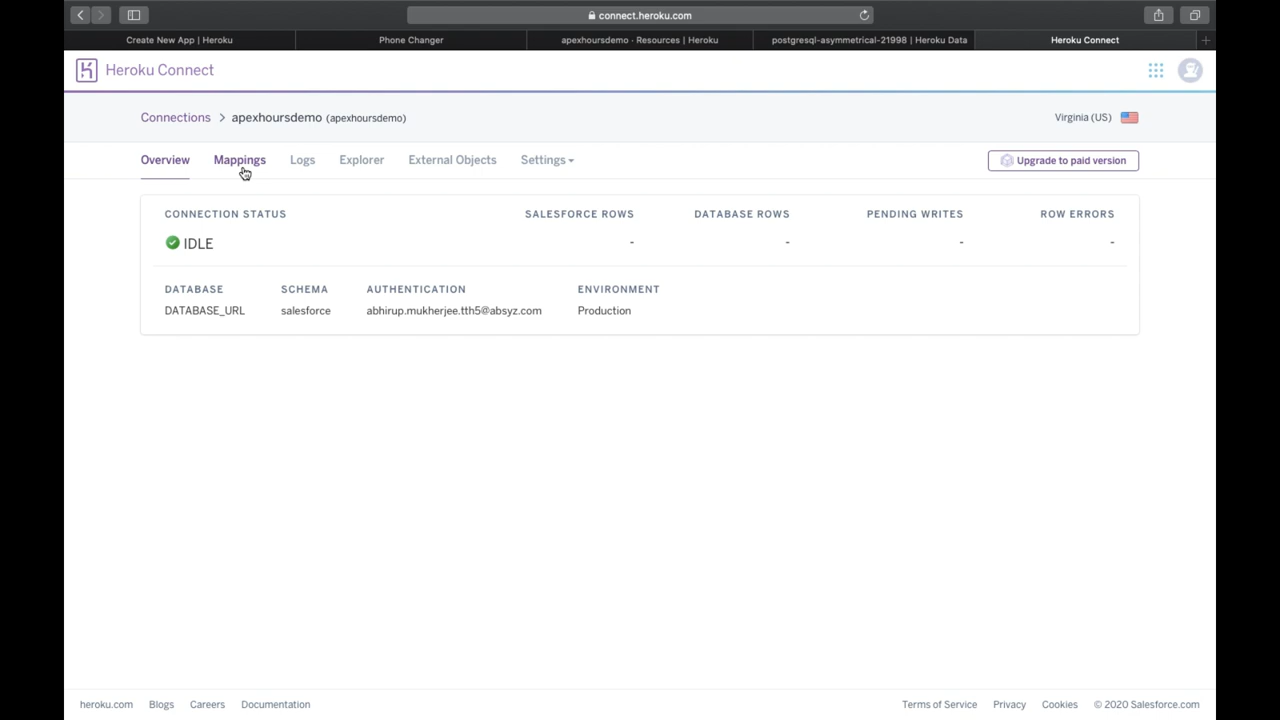 connect.heroku.com
Create New App | Heroku
Phone Changer
apexhoursdemo · Resources | Heroku
postgresql-asymmetrical-21998 | Heroku Data
Heroku Connect
Heroku Connect
Connections > apexhoursdemo (apexhoursdemo)
Virginia (US)
Overview Mappings Logs Explorer External Objects Settings
Upgrade to paid version
CONNECTION STATUS SALESFORCE ROWS DATABASE ROWS PENDING WRITES ROW ERRORS
IDLE - - - -
DATABASE SCHEMA AUTHENTICATION ENVIRONMENT
DATABASE_URL salesforce abhirup.mukherjee.tth5@absyz.com Production
heroku.com Blogs Careers Documentation
Terms of Service Privacy Cookies © 2020 Salesforce.com